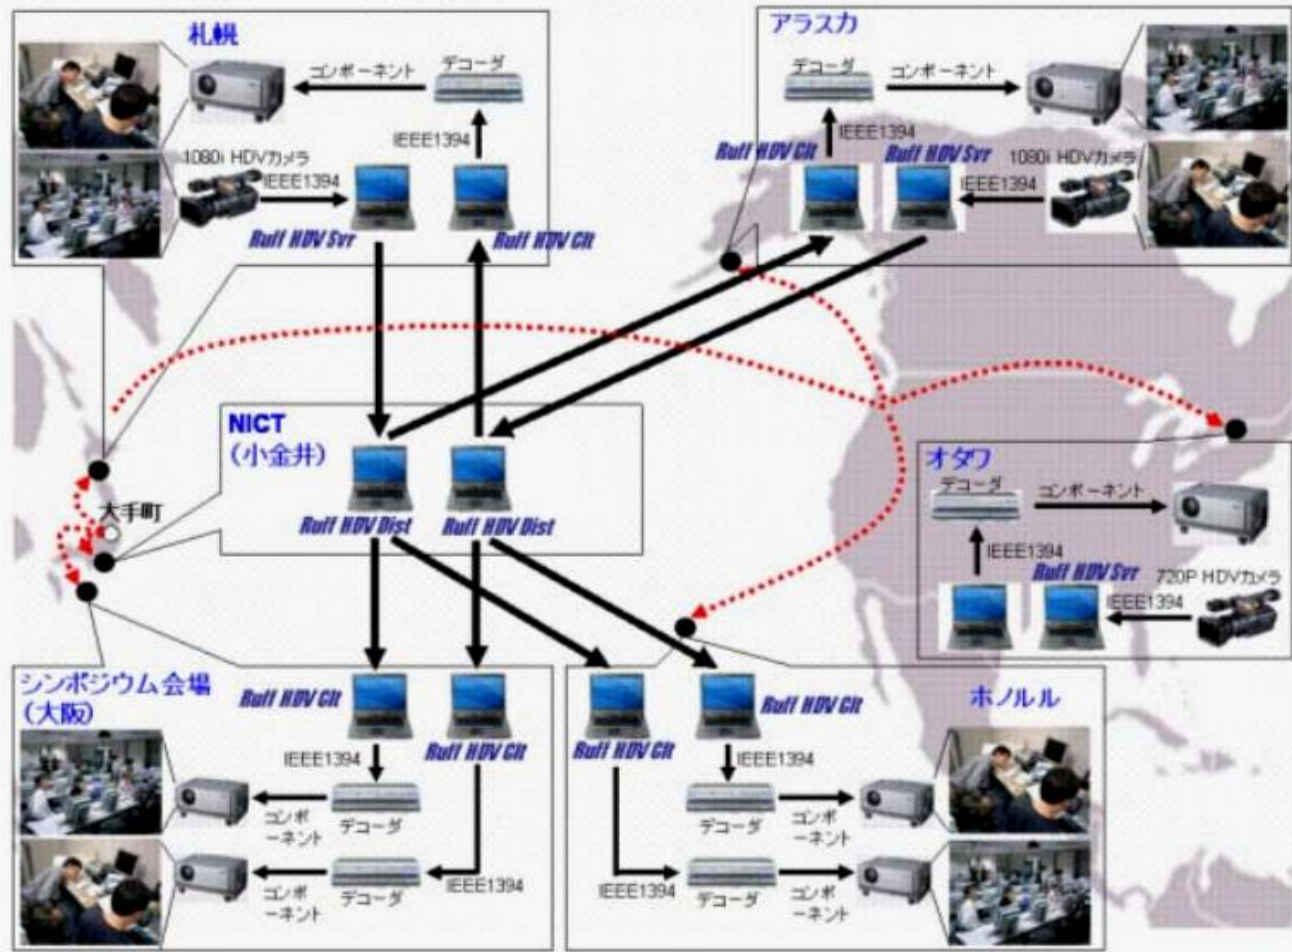 札幌
コンポーネント
デコーダ
IEEE1394
1080i HDVカメラ
IEEE1394
Ruff HDV Svr
Ruff HDV Clt
アラスカ
デコーダ
コンポーネント
IEEE1394
Ruff HDV Clt
Ruff HDV Svr
1080i HDVカメラ
IEEE1394
NICT
（小金井）
Ruff HDV Dist
Ruff HDV Dist
大手町
オタワ
デコーダ
コンポーネント
IEEE1394
Ruff HDV Svr
720P HDVカメラ
IEEE1394
シンポジウム会場
（大阪）
Ruff HDV Clt
Ruff HDV Clt
IEEE1394
コンポ
ーネント
デコーダ
コンポ
ーネント
デコーダ
IEEE1394
ホノルル
Ruff HDV Clt
Ruff HDV Clt
IEEE1394
デコーダ
コンポ
ーネント
IEEE1394
デコーダ
コンポ
ーネント